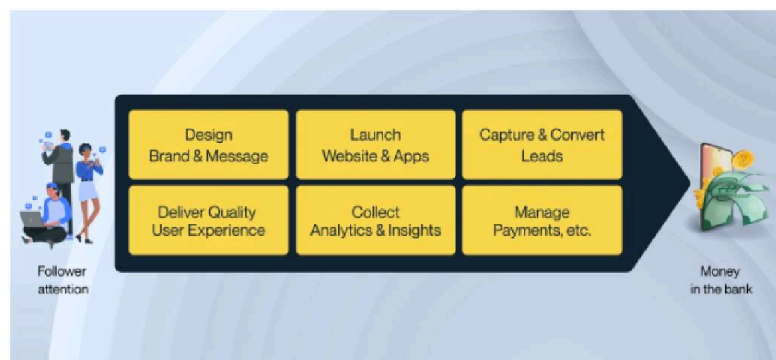 Design
Brand & Message
Launch
Website & Apps
Capture & Convert
Leads
Deliver Quality
User Experience
Collect
Analytics & Insights
Manage
Payments, etc.
Follower
attention
Money
in the bank